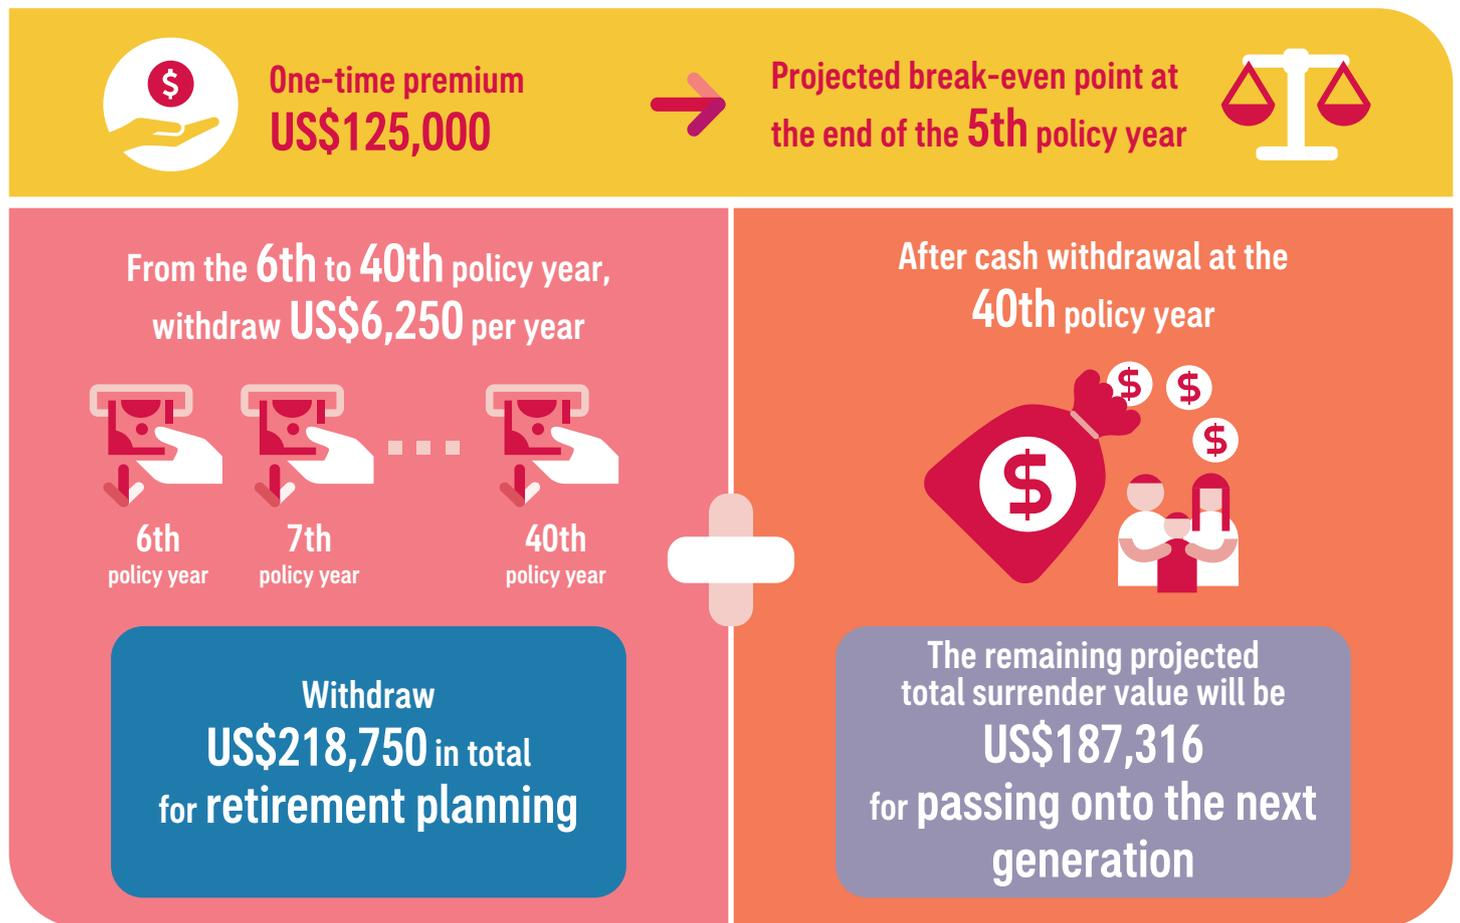 $
One-time premium
US$125,000
Projected break-even point at
the end of the 5th policy year
From the 6th to 40th policy year,
withdraw US$6,250 per year
6th
policy year
7th
policy year
40th
policy year
Withdraw
US$218,750 in total
for retirement planning
After cash withdrawal at the
40th policy year
$
$
$
$
The remaining projected
total surrender value will be
US$187,316
for passing onto the next
generation